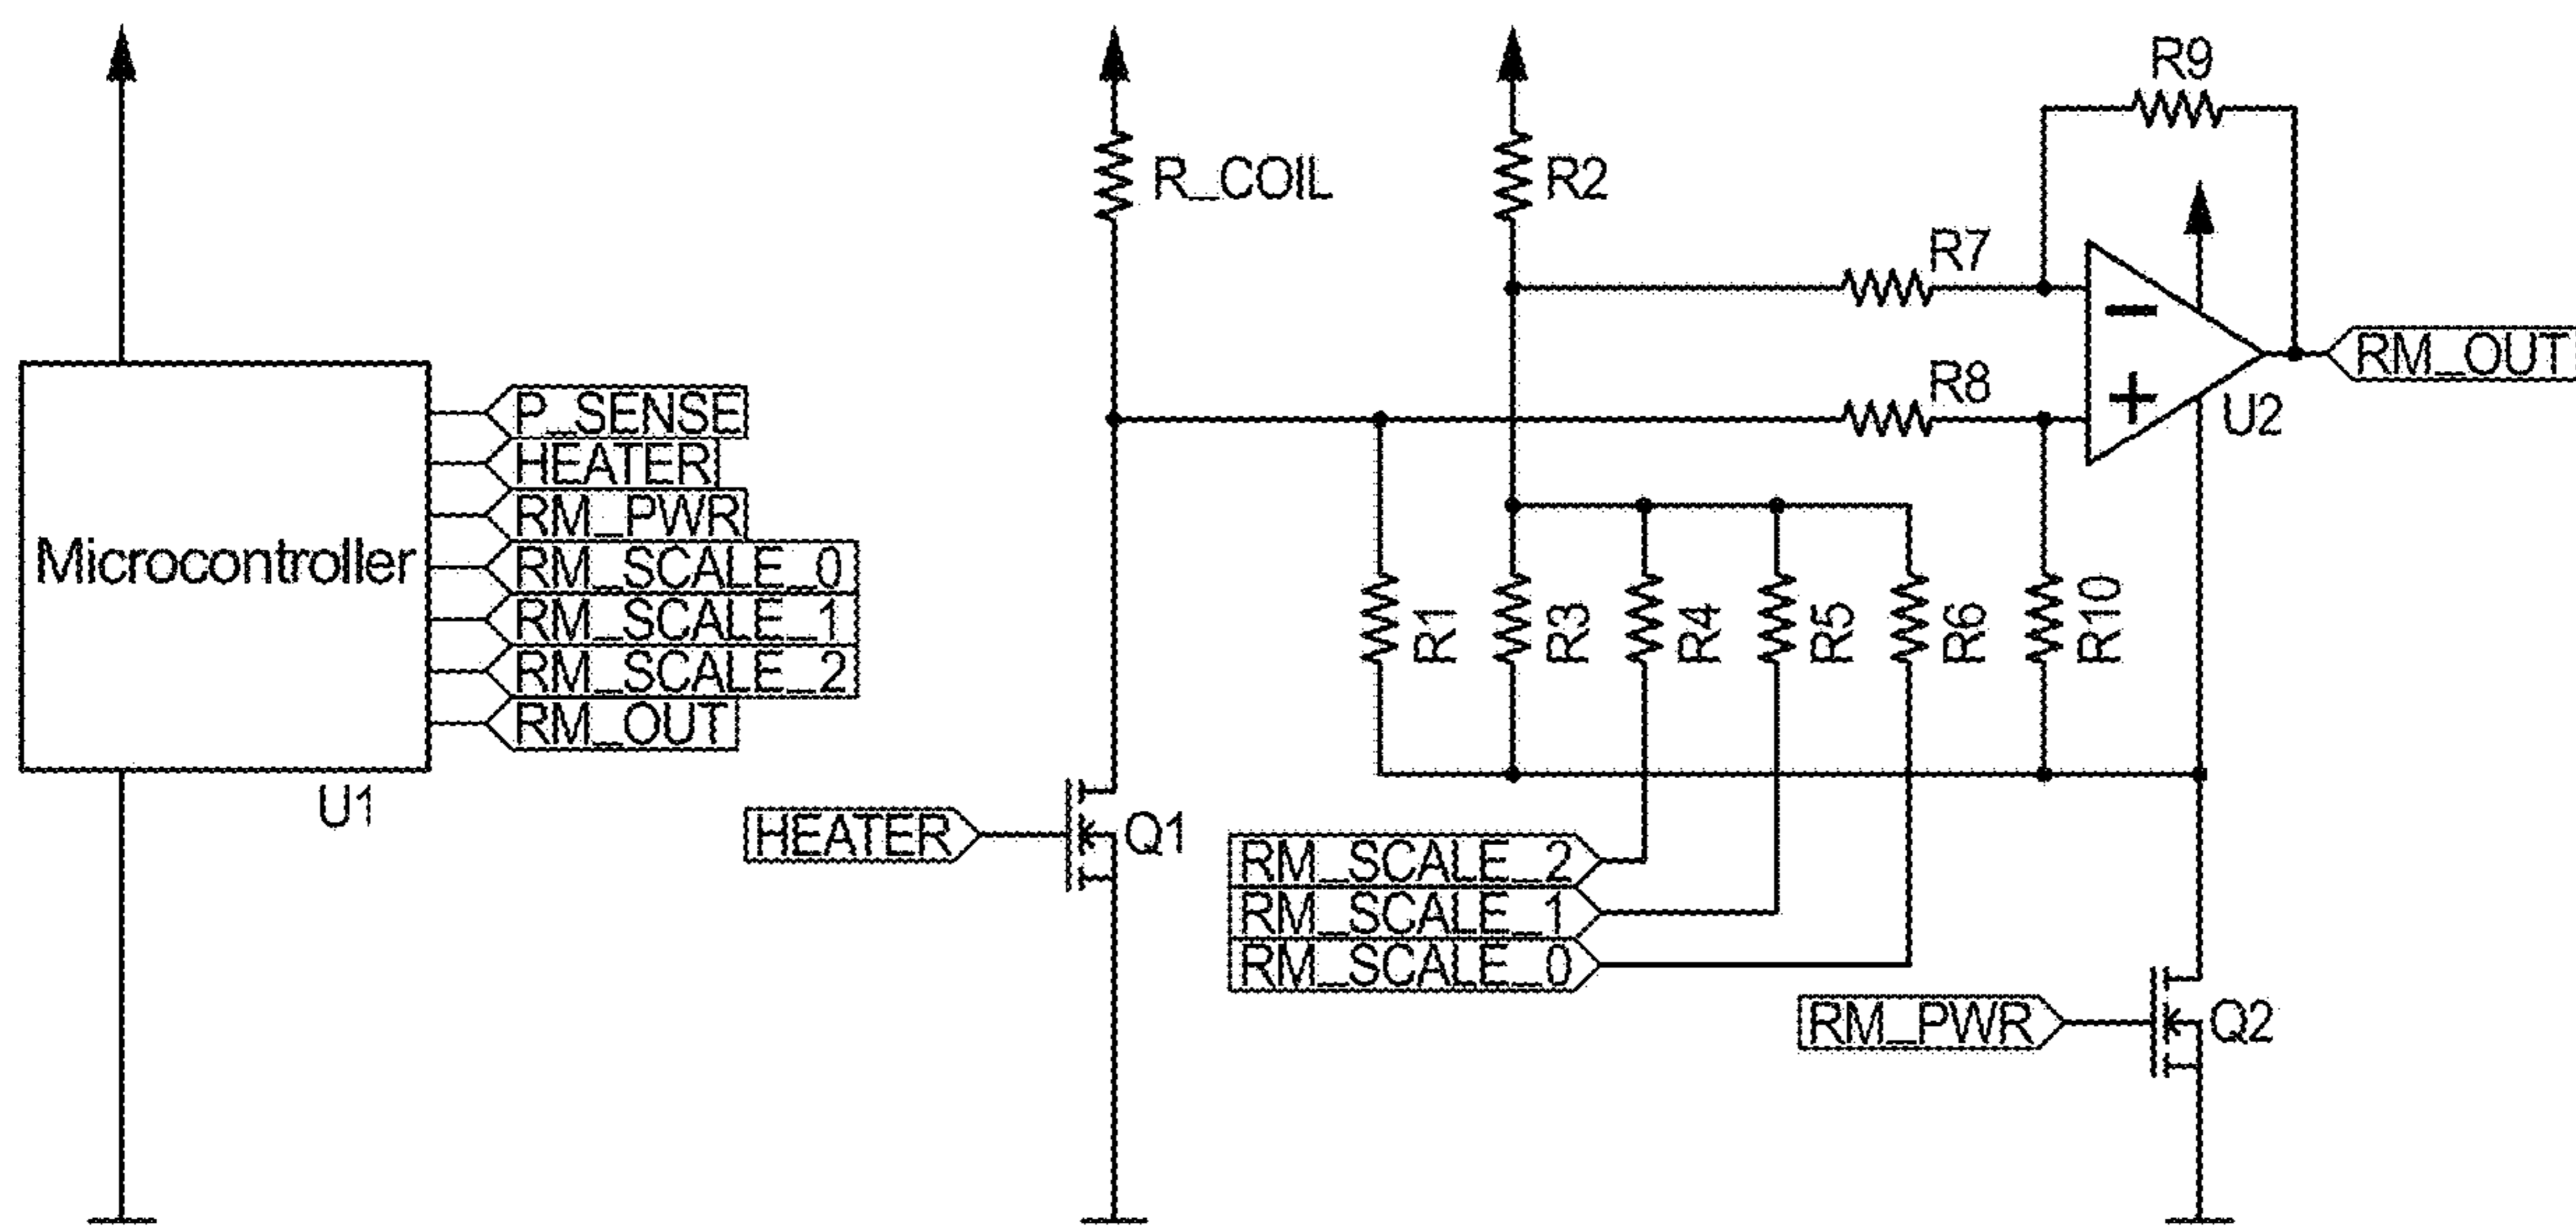 R9
R_COIL
R2
R7
RM_OUT
R8
U2
P_SENSE
HEATER
RM_PWR
RM_SCALE_0
RM_SCALE_1
RM_SCALE_2
RM_OUT
Microcontroller
U1
R1
R3
R4
R5
R6
R10
HEATER
Q1
RM_SCALE_2
RM_SCALE_1
RM_SCALE_0
RM_PWR
Q2